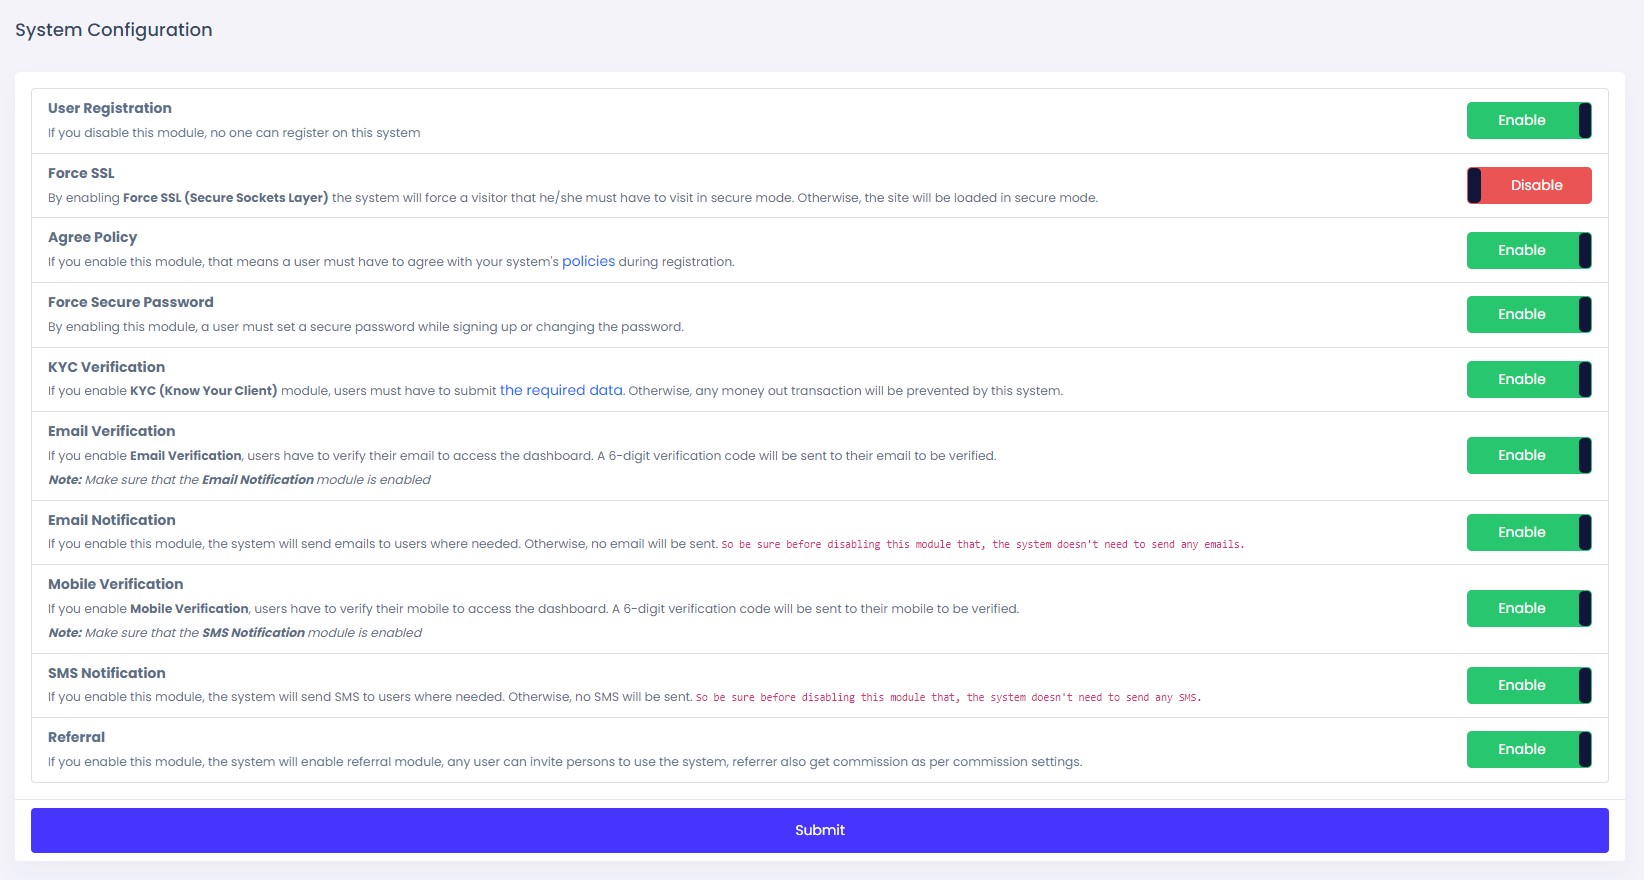 System Configuration
User Registration
If you disable this module, no one can register on this system
Enable
Force SSL
By enabling Force SSL (Secure Sockets Layer) the system will force a visitor that he/she must have to visit in secure mode. Otherwise, the site will be loaded in secure mode.
Disable
Agree Policy
If you enable this module, that means a user must have to agree with your system's policies during registration.
Enable
Force Secure Password
By enabling this module, a user must set a secure password while signing up or changing the password.
Enable
KYC Verification
If you enable KYC (Know Your Client) module, users must have to submit the required data. Otherwise, any money out transaction will be prevented by this system.
Enable
Email Verification
If you enable Email Verification, users have to verify their email to access the dashboard. A 6-digit verification code will be sent to their email to be verified.
Note: Make sure that the Email Notification module is enabled
Enable
Email Notification
If you enable this module, the system will send emails to users where needed. Otherwise, no email will be sent. So be sure before disabling this module that, the system doesn't need to send any emails.
Enable
Mobile Verification
If you enable Mobile Verification, users have to verify their mobile to access the dashboard. A 6-digit verification code will be sent to their mobile to be verified.
Note: Make sure that the SMS Notification module is enabled
Enable
SMS Notification
If you enable this module, the system will send SMS to users where needed. Otherwise, no SMS will be sent. So be sure before disabling this module that, the system doesn't need to send any SMS.
Enable
Referral
If you enable this module, the system will enable referral module, any user can invite persons to use the system, referrer also get commission as per commission settings.
Enable
Submit